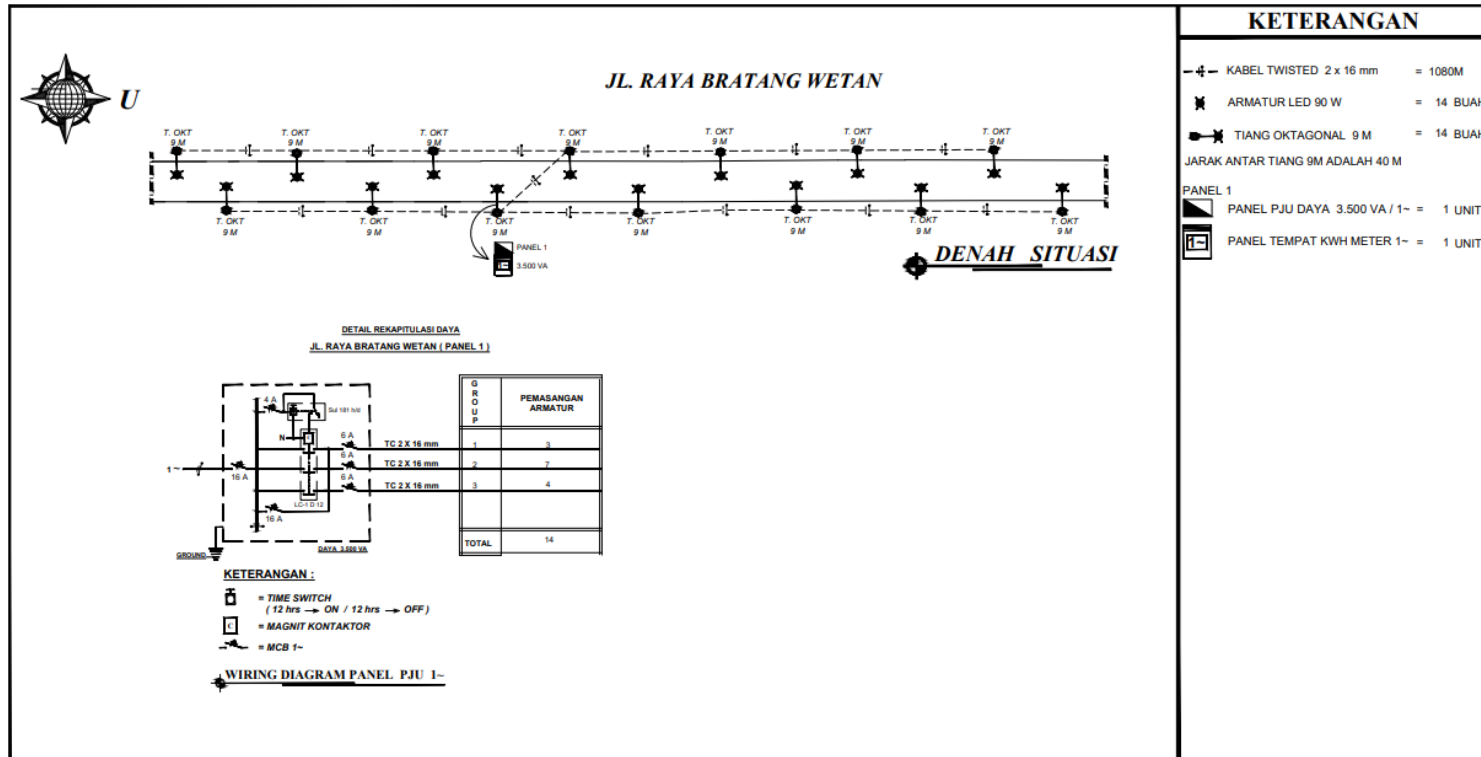 KETERANGAN
KABEL TWISTED 2 x 16 mm = 1080M
ARMATUR LED 90 W = 14 BUAH
TIANG OKTAGONAL 9 M = 14 BUAH
JARAK ANTAR TIANG 9M ADALAH 40 M
PANEL 1
PANEL PJU DAYA 3.500 VA / 1~ = 1 UNIT
1~ PANEL TEMPAT KWH METER 1~ = 1 UNIT
U
JL. RAYA BRATANG WETAN
T. OKT T. OKT T. OKT T. OKT T. OKT T. OKT T. OKT
9 M 9 M 9 M 9 M 9 M 9 M 9 M
T. OKT T. OKT T. OKT T. OKT T. OKT T. OKT T. OKT
9 M 9 M 9 M 9 M 9 M 9 M 9 M
PANEL 1
3.500 VA
DENAH SITUASI
DETAIL REKAPITULASI DAYA
JL. RAYA BRATANG WETAN ( PANEL 1 )
GROUP PEMASANGAN
ARMATUR
4 A
Sul 181 h/d
N
6 A
TC 2 X 16 mm 1 3
6 A
1~ 16 A TC 2 X 16 mm 2 7
6 A
TC 2 X 16 mm 3 4
LC-1 D 12
16 A
TOTAL 14
GROUND
DAYA 3.500 VA
KETERANGAN :
= TIME SWITCH
( 12 hrs → ON / 12 hrs → OFF )
C = MAGNIT KONTAKTOR
= MCB 1~
WIRING DIAGRAM PANEL PJU 1~